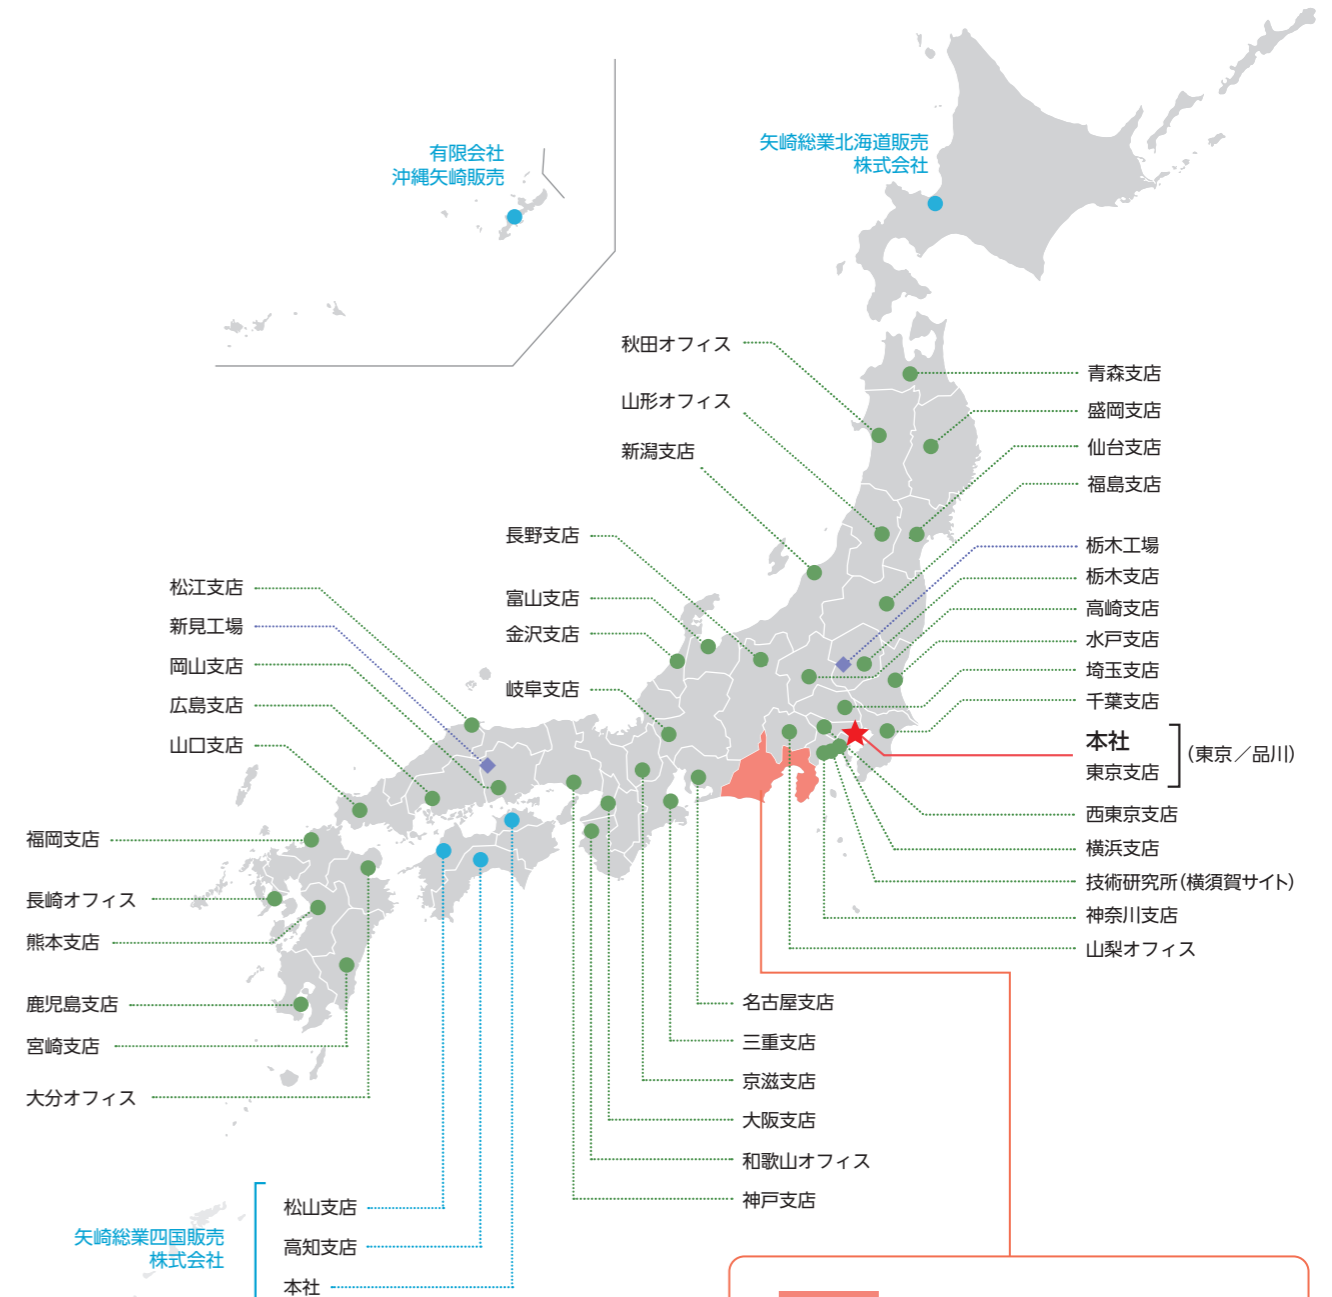 有限会社
沖縄矢崎販売
矢崎総業北海道販売
株式会社
秋田オフィス
山形オフィス
新潟支店
長野支店
富山支店
金沢支店
岐阜支店
青森支店
盛岡支店
仙台支店
福島支店
栃木工場
栃木支店
高崎支店
水戸支店
埼玉支店
千葉支店
本社
東京支店
(東京／品川)
西東京支店
横浜支店
技術研究所(横須賀サイト)
神奈川支店
山梨オフィス
松江支店
新見工場
岡山支店
広島支店
山口支店
福岡支店
長崎オフィス
熊本支店
鹿児島支店
宮崎支店
大分オフィス
名古屋支店
三重支店
京滋支店
大阪支店
和歌山オフィス
神戸支店
矢崎総業四国販売
株式会社
松山支店
高知支店
本社